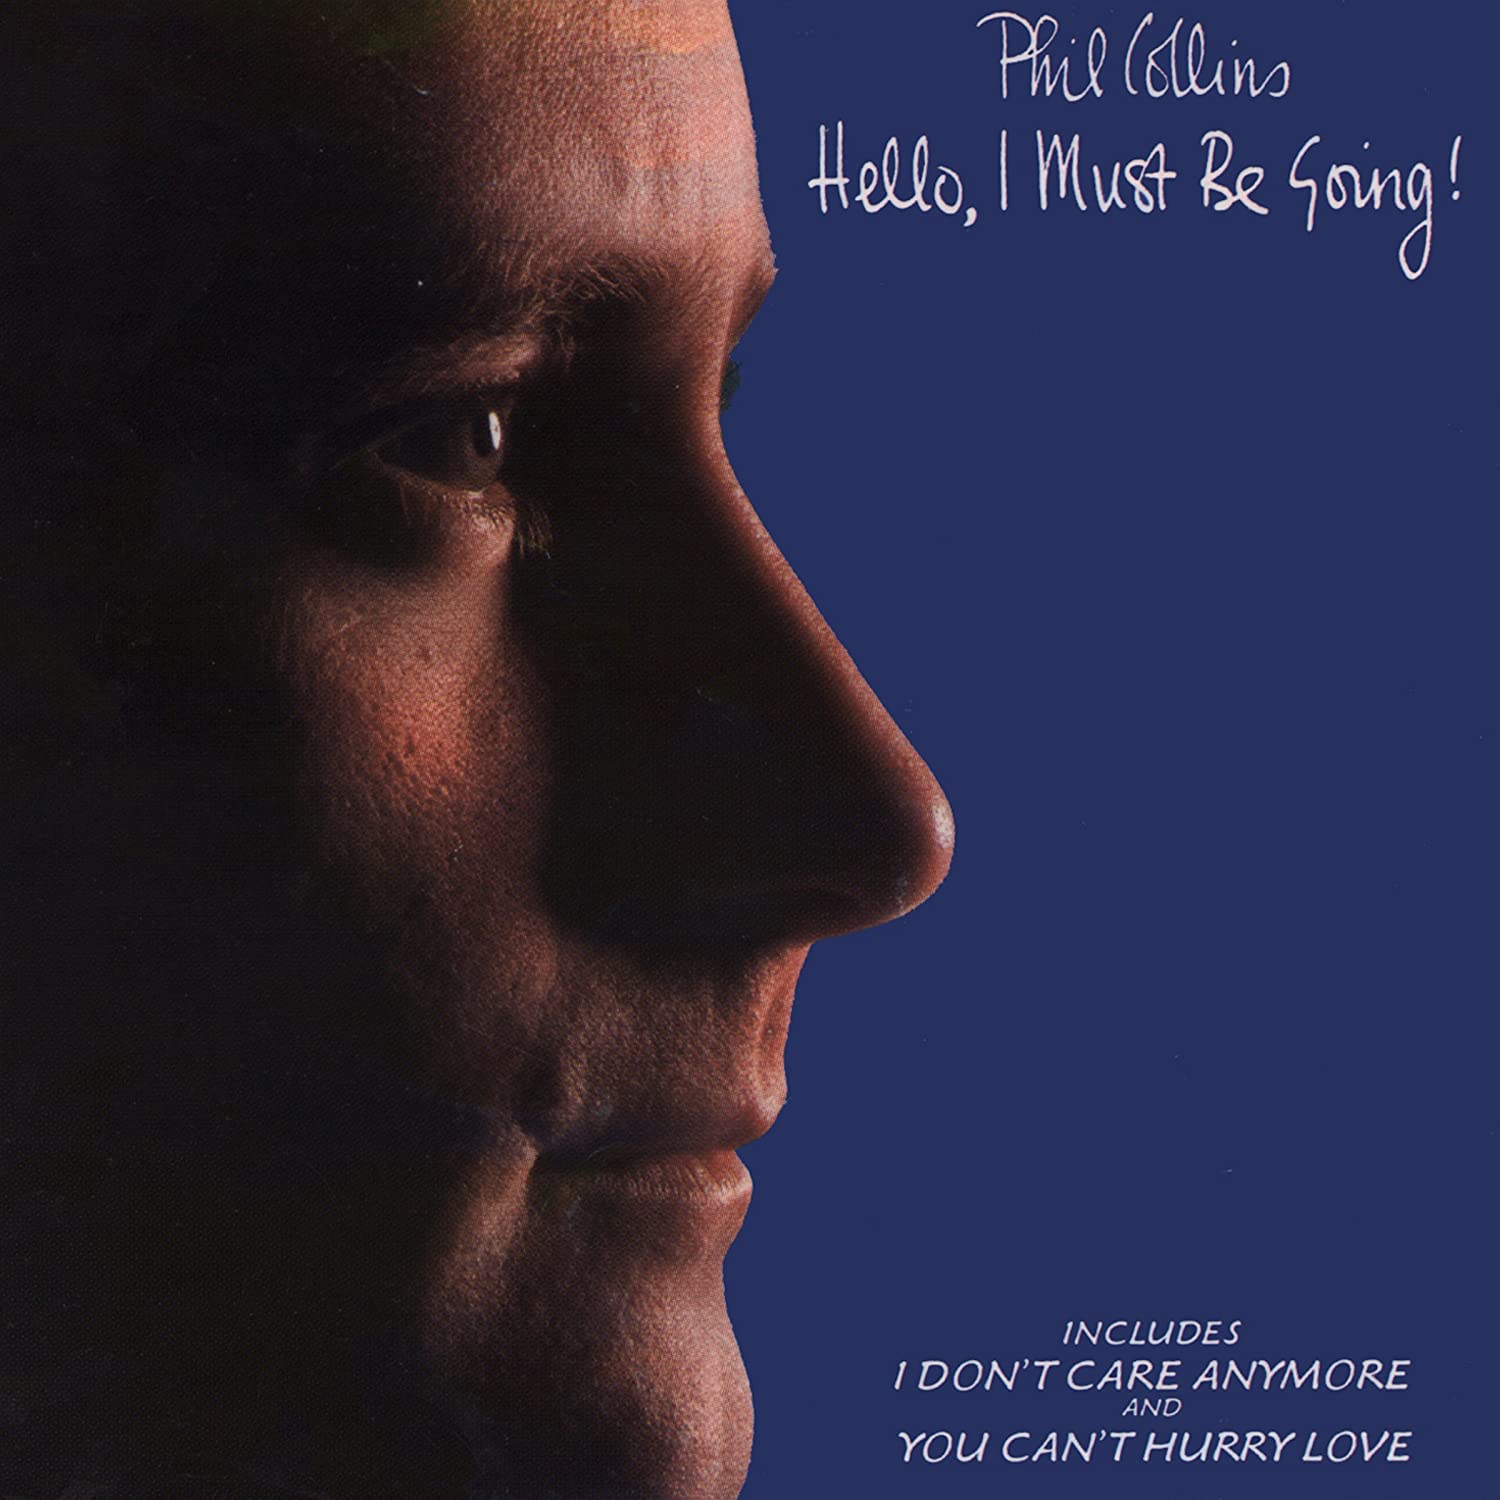 Phil Collins
Hello, I Must Be Going!
INCLUDES
I DON'T CARE ANYMORE
AND
YOU CAN'T HURRY LOVE